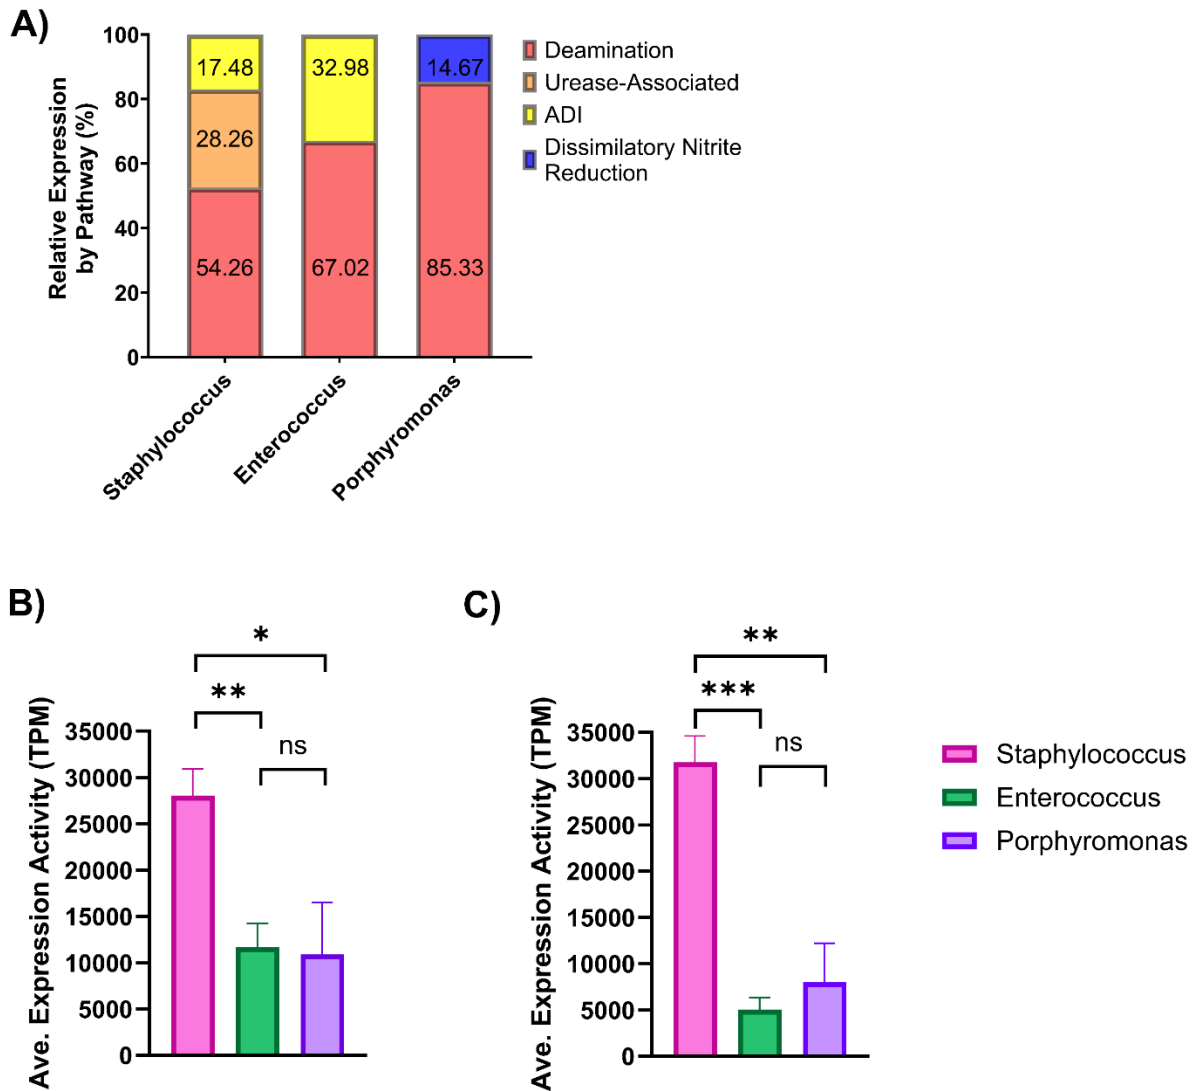 A)
Relative Expression
by Pathway (%)
100
80
60
40
20
0
17.48
28.26
54.26
32.98
67.02
14.67
85.33
Staphylococcus
Enterococcus
Porphyromonas
Deamination
Urease-Associated
ADI
Dissimilatory Nitrite
Reduction
B)
Ave. Expression Activity (TPM)
35000
30000
25000
20000
15000
10000
5000
0
*
**
ns
C)
Ave. Expression Activity (TPM)
35000
30000
25000
20000
15000
10000
5000
0
**
***
ns
Staphylococcus
Enterococcus
Porphyromonas